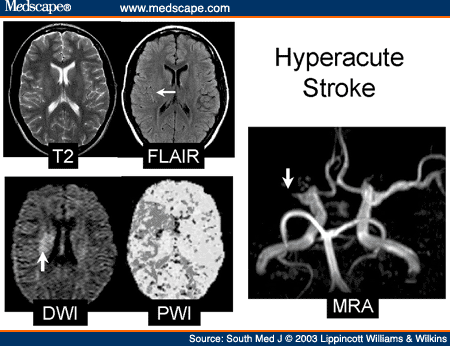 Medscape® www.medscape.com
Hyperacute
Stroke
T2
FLAIR
DWI
PWI
MRA
Source: South Med J © 2003 Lippincott Williams & Wilkins